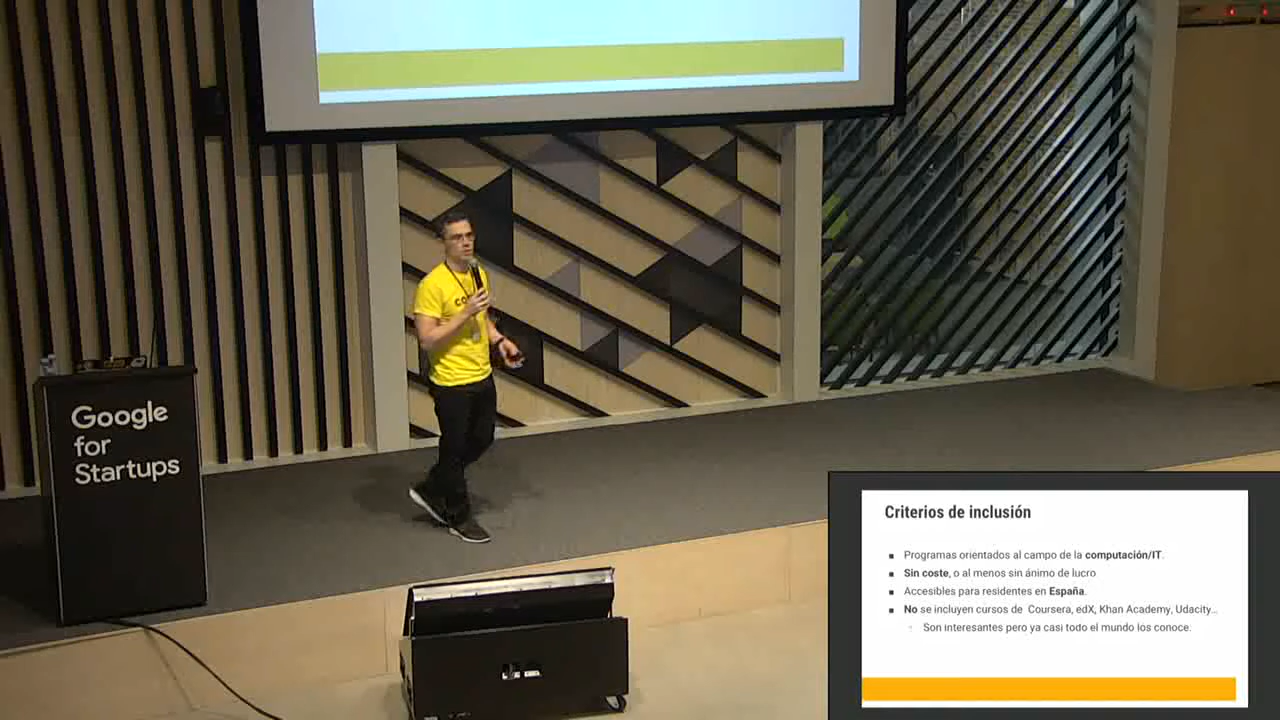 Google
for
Startups
Criterios de inclusión
Programas orientados al campo de la computación/IT.
Sin coste, o al menos sin ánimo de lucro
Accesibles para residentes en España.
No se incluyen cursos de Coursera, edX, Khan Academy, Udacity...
Son interesantes pero ya casi todo el mundo los conoce.